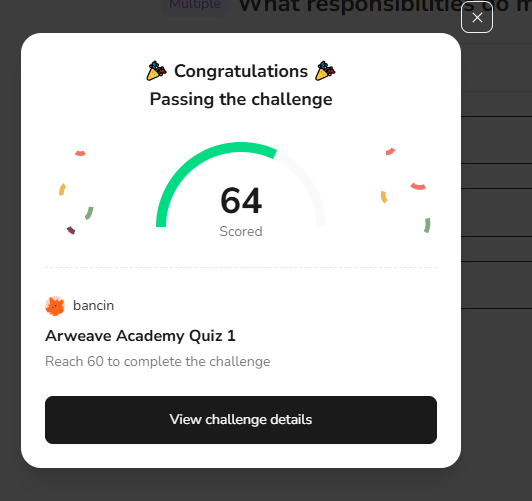 Multiple What responsibilities do m
Congratulations
Passing the challenge
64
Scored
bancin
Arweave Academy Quiz 1
Reach 60 to complete the challenge
View challenge details